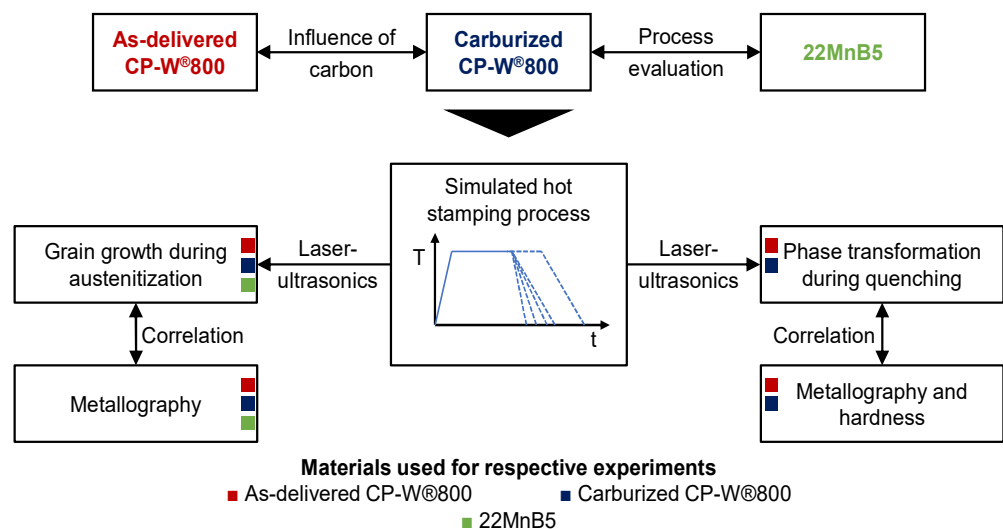 As-delivered
CP-W®800
Influence of
carbon
Carburized
CP-W®800
Process
evaluation
22MnB5
Simulated hot
stamping process
T
t
Grain growth during
austenitization
Laser-
ultrasonics
Laser-
ultrasonics
Phase transformation
during quenching
Correlation
Correlation
Metallography
Metallography and
hardness
Materials used for respective experiments
As-delivered CP-W®800
Carburized CP-W®800
22MnB5